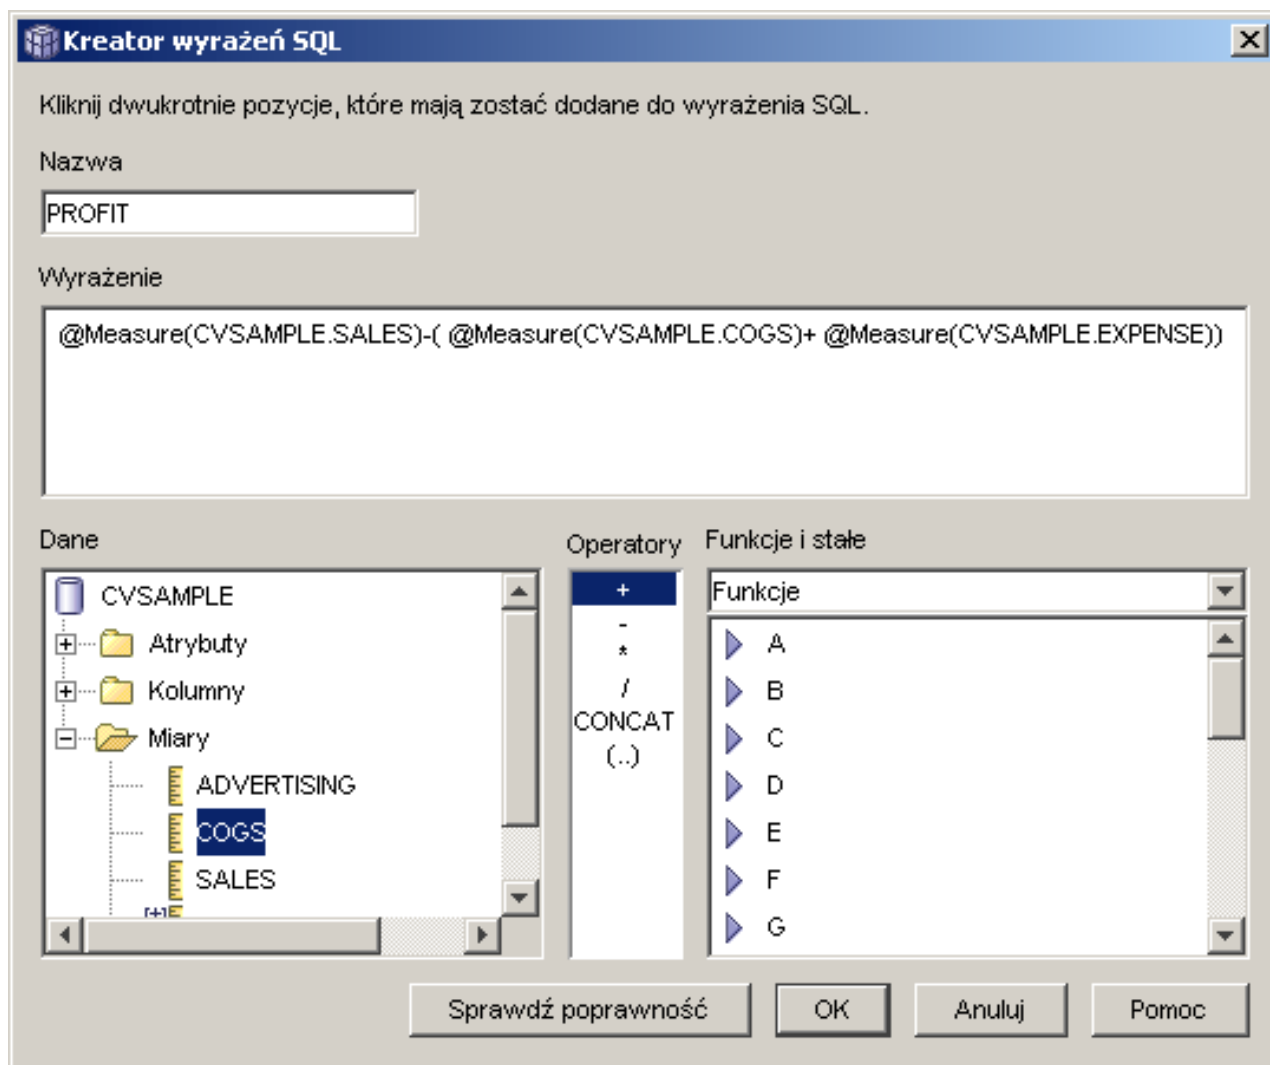 Kreator wyrażeń SQL
Kliknij dwukrotnie pozycje, które mają zostać dodane do wyrażenia SQL.
Nazwa
PROFIT
Wyrażenie
@Measure(CVSAMPLE.SALES)-( @Measure(CVSAMPLE.COGS)+ @Measure(CVSAMPLE.EXPENSE))
Dane
CVSAMPLE
Atrybuty
Kolumny
Miary
ADVERTISING
COGS
SALES
Operatory
+
-
*
/
CONCAT
(..)
Funkcje i stałe
Funkcje
A
B
C
D
E
F
G
Sprawdź poprawność
OK
Anuluj
Pomoc